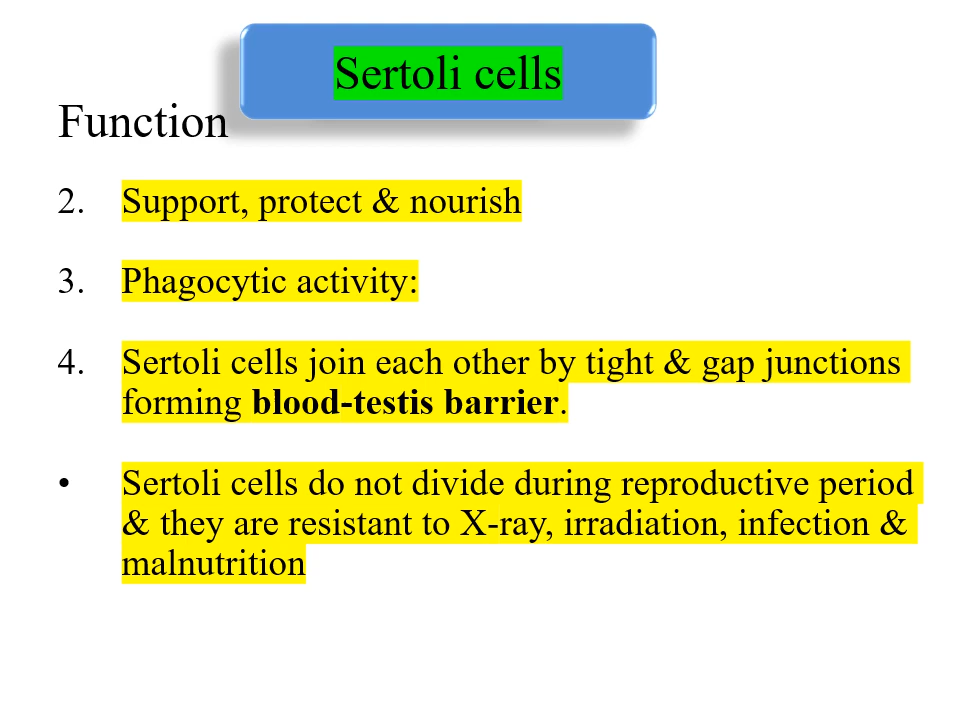 Sertoli cells
Function
2. Support, protect & nourish
3. Phagocytic activity:
4. Sertoli cells join each other by tight & gap junctions
forming blood-testis barrier.
• Sertoli cells do not divide during reproductive period
& they are resistant to X-ray, irradiation, infection &
malnutrition